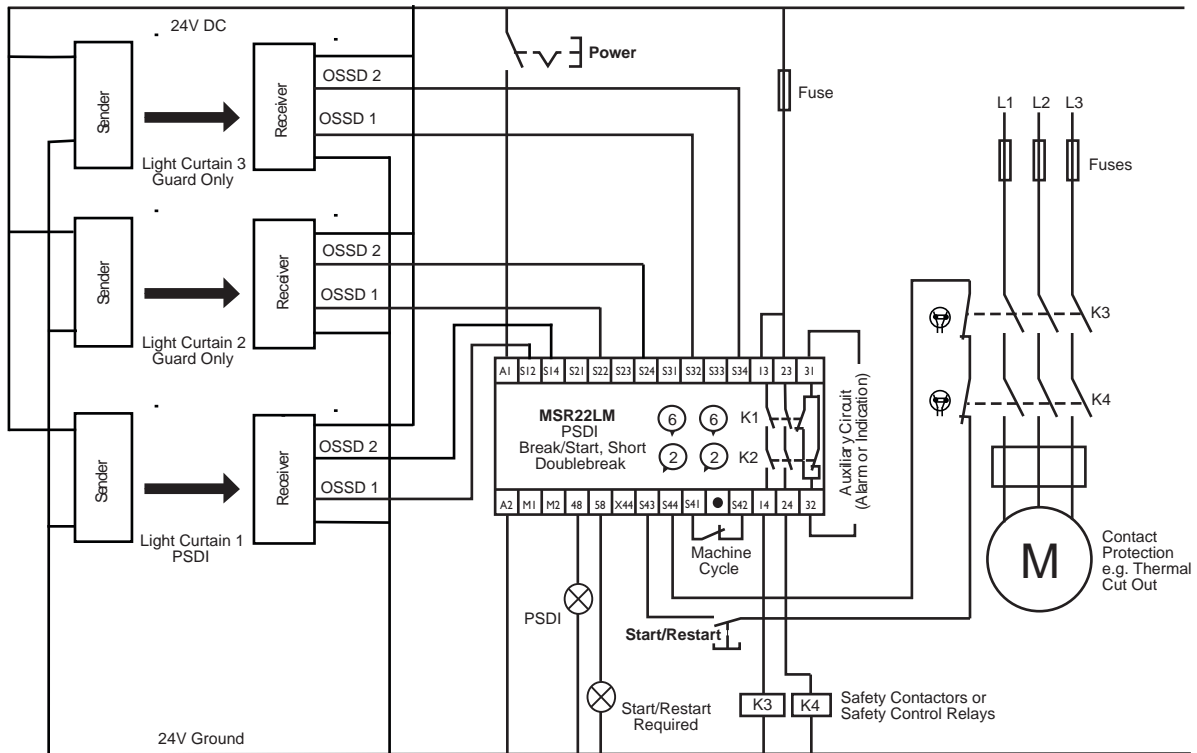 24V DC
Sender
Receiver
OSSD 2
OSSD 1
Light Curtain 3
Guard Only
Power
Fuse
L1 L2 L3
Fuses
Sender
Receiver
OSSD 2
OSSD 1
Light Curtain 2
Guard Only
K3
K4
A1 S12 S14 S21 S22 S23 S24 S31 S32 S33 S34 13 23 31
MSR22LM
PSDI
Break/Start, Short
Doublebreak
6 6
2 2
K1
K2
A2 M1 M2 48 58 X44 S43 S44 S41 S42 14 24 32
Auxiliary Circuit
(Alarm or Indication)
Sender
Receiver
OSSD 2
OSSD 1
Light Curtain 1
PSDI
Machine
Cycle
M
Contact
Protection
e.g. Thermal
Cut Out
PSDI
Start/Restart
Start/Restart
Required
K3
K4
Safety Contactors or
Safety Control Relays
24V Ground